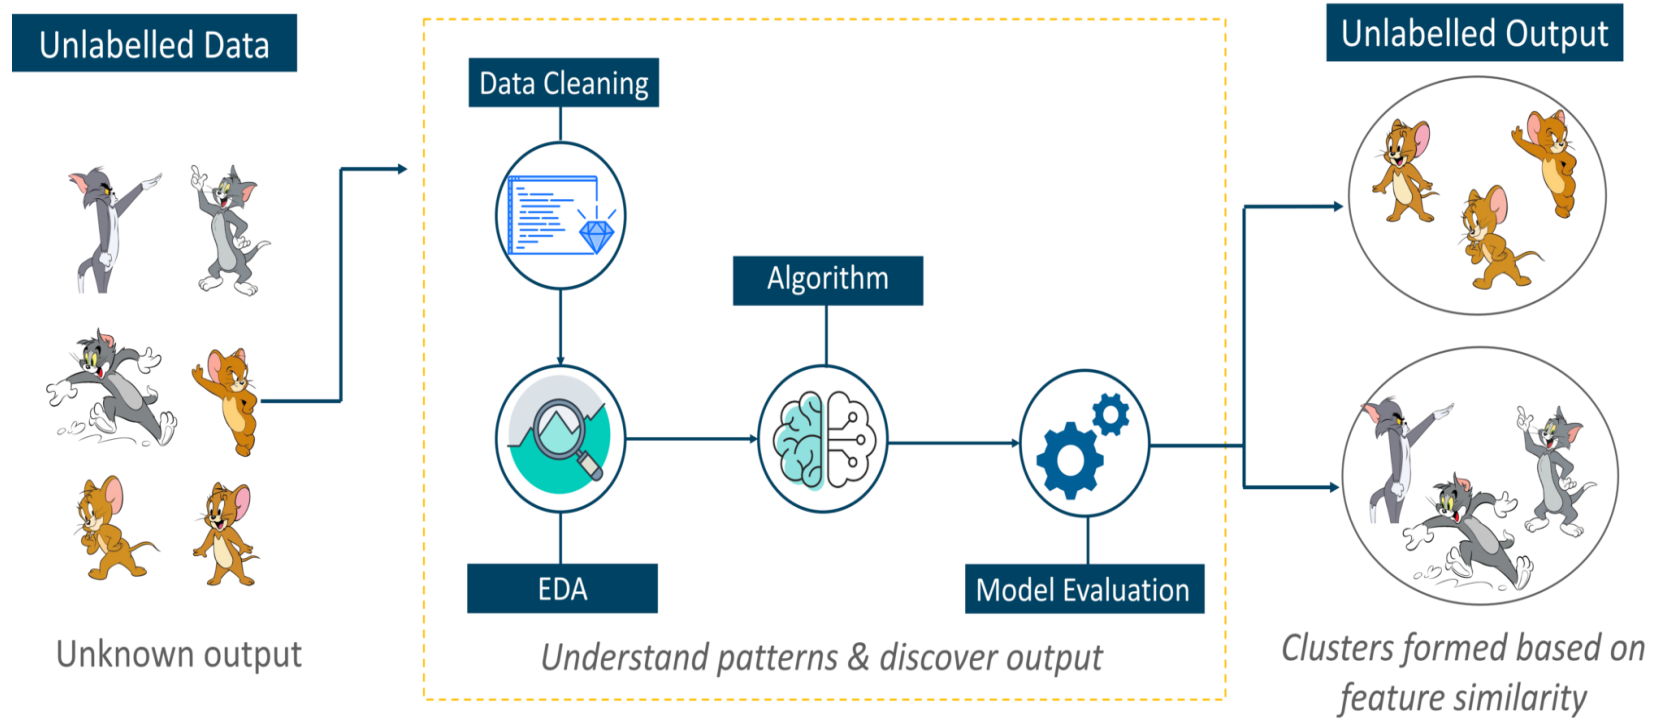 Unlabelled Data
Unknown output
Data Cleaning
EDA
Algorithm
Model Evaluation
Understand patterns & discover output
Unlabelled Output
Clusters formed based on
feature similarity